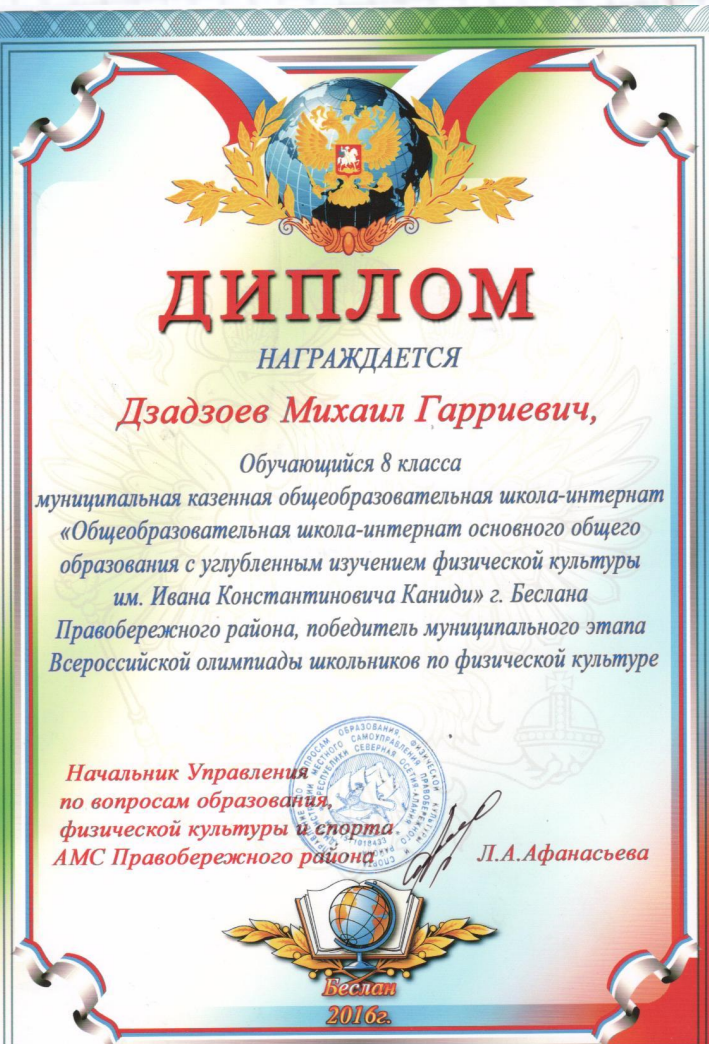 ДИПЛОМ
НАГРАЖДАЕТСЯ
Дзадзоев Михаил Гарриевич,
Обучающийся 8 класса
муниципальная казенная общеобразовательная школа-интернат
«Общеобразовательная школа-интернат основного общего
образования с углубленным изучением физической культуры
им. Ивана Константиновича Каниди» г. Беслана
Правобережного района, победитель муниципального этапа
Всероссийской олимпиады школьников по физической культуре
Начальник Управления
по вопросам образования,
физической культуры и спорта
АМС Правобережного района
Л.А.Афанасьева
Беслан
2016г.